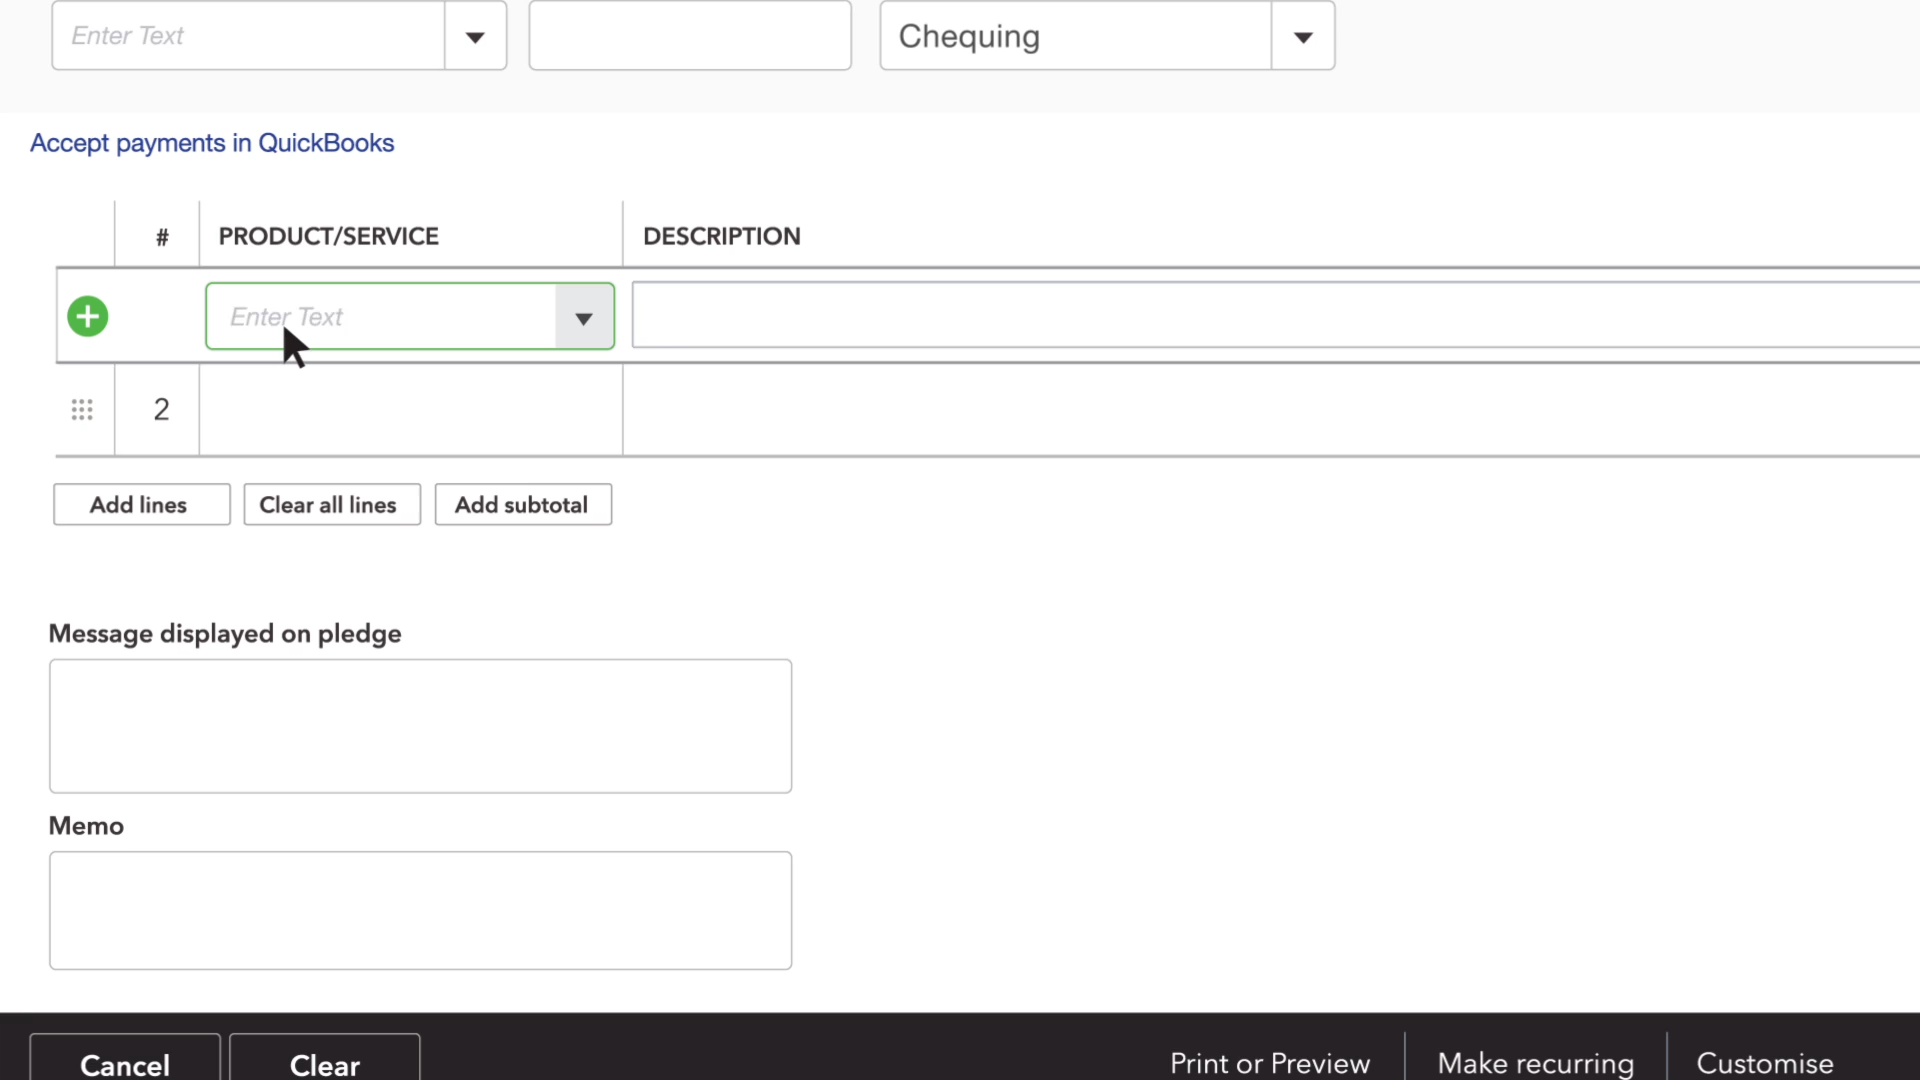 Enter Text
Chequing
Accept payments in QuickBooks
# PRODUCT/SERVICE DESCRIPTION
Enter Text
2
Add lines Clear all lines Add subtotal
Message displayed on pledge
Memo
Cancel Clear Print or Preview Make recurring Customise